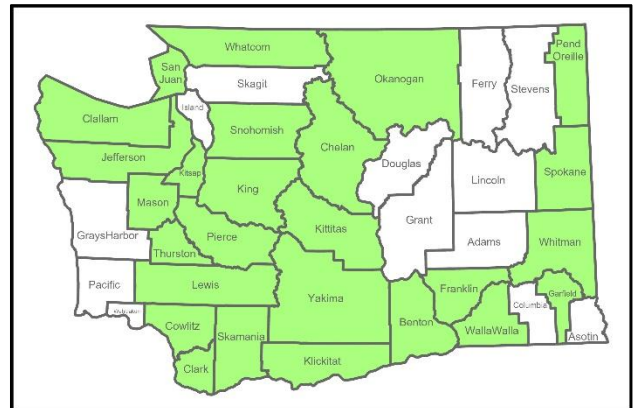 Whatcom
San
Juan
Skagit
Island
Okanogan
Ferry
Stevens
Pend
Oreille
Clallam
Snohomish
Chelan
Jefferson
Kitsap
Douglas
Lincoln
Spokane
King
Mason
Grant
GraysHarbor
Pierce
Kittitas
Adams
Whitman
Thurston
Pacific
Lewis
Yakima
Franklin
Garfield
Columbia
Cowlitz
Skamania
Benton
WallaWalla
Asotin
Klickitat
Clark